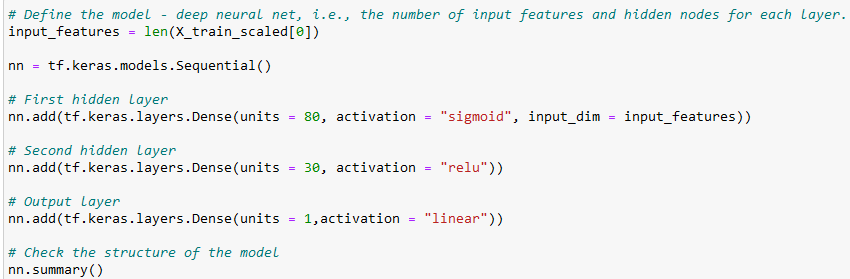 # Define the model - deep neural net, i.e., the number of input features and hidden nodes for each layer.
input_features = len(X_train_scaled[0])
nn = tf.keras.models.Sequential()
# First hidden layer
nn.add(tf.keras.layers.Dense(units = 80, activation = "sigmoid", input_dim = input_features))
# Second hidden layer
nn.add(tf.keras.layers.Dense(units = 30, activation = "relu"))
# Output layer
nn.add(tf.keras.layers.Dense(units = 1,activation = "linear"))
# Check the structure of the model
nn.summary()